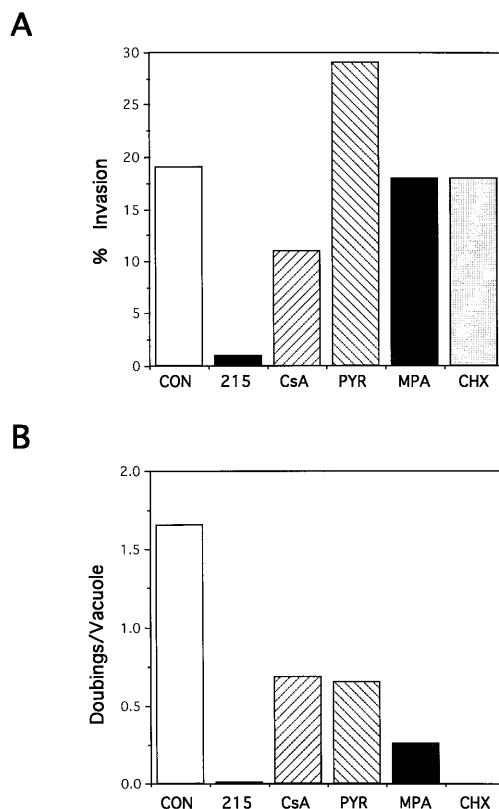 A
30
25
20
15
10
5
0
% Invasion
CON 215 CsA PYR MPA CHX
B
2.0
1.5
1.0
0.5
0.0
Doubings/Vacuole
CON 215 CsA PYR MPA CHX